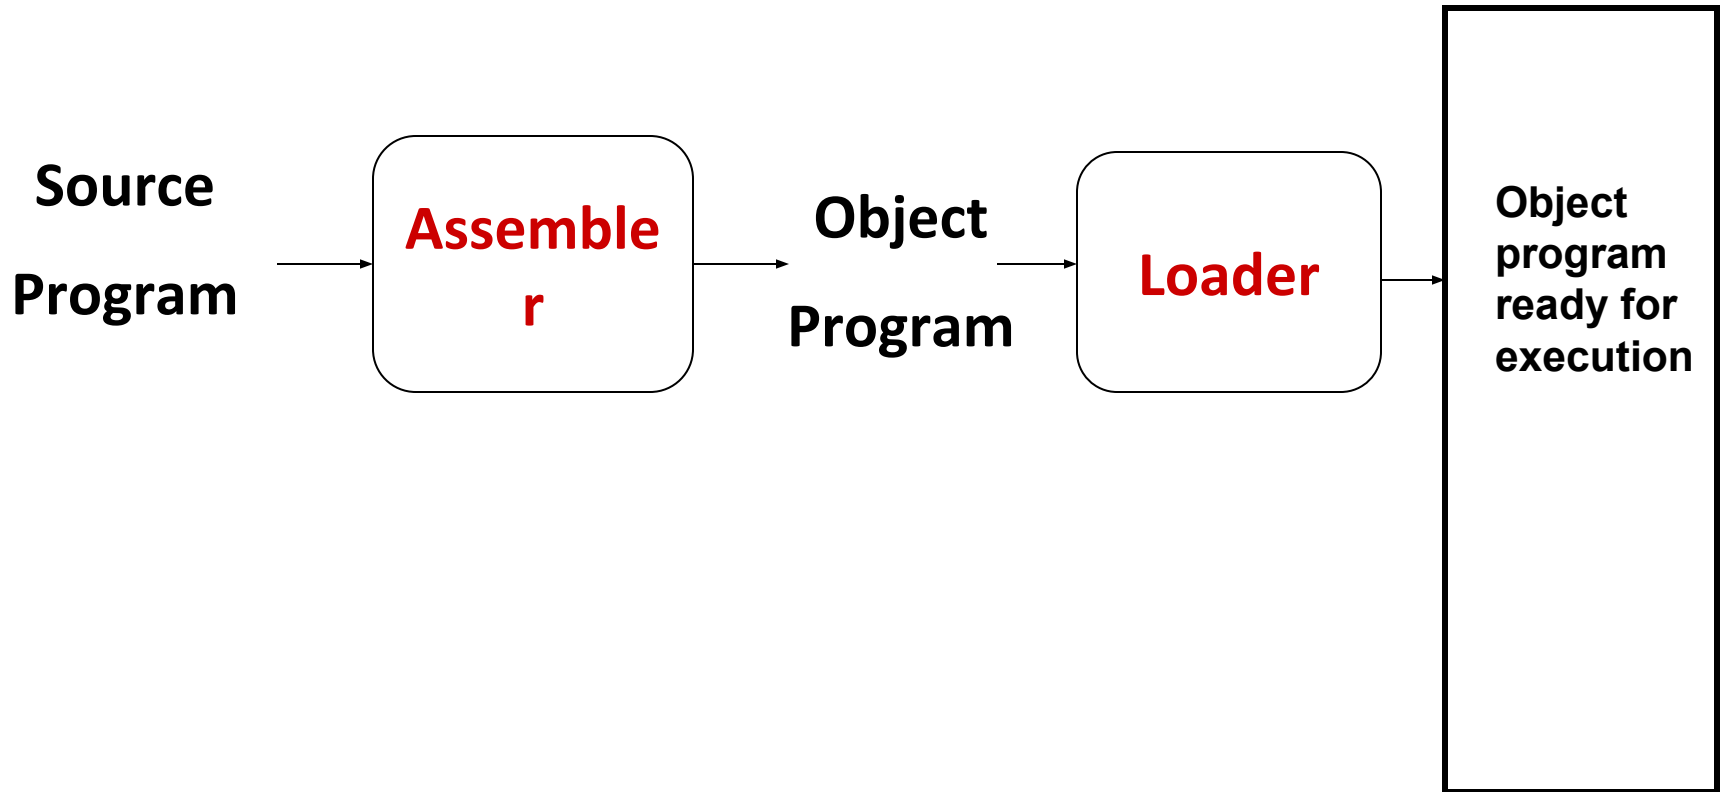 Source
Program
Assemble
r
Object
Program
Loader
Object
program
ready for
execution